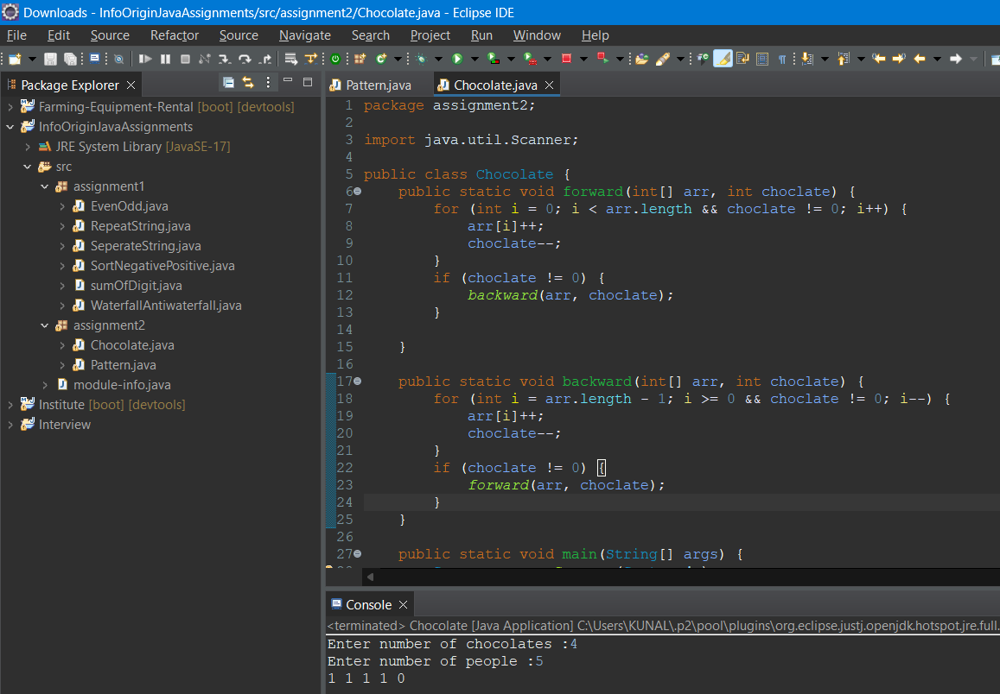 Downloads - InfoOriginJavaAssignments/src/assignment2/Chocolate.java - Eclipse IDE
File Edit Source Refactor Source Navigate Search Project Run Window Help
Package Explorer
Farming-Equipment-Rental [boot] [devtools]
InfoOriginJavaAssignments
JRE System Library [JavaSE-17]
src
assignment1
EvenOdd.java
RepeatString.java
SeperateString.java
SortNegativePositive.java
sumOfDigit.java
WaterfallAntiwaterfall.java
assignment2
Chocolate.java
Pattern.java
module-info.java
Institute [boot] [devtools]
Interview
Pattern.java Chocolate.java
1 package assignment2;
2
3 import java.util.Scanner;
4
5 public class Chocolate {
6 public static void forward(int[] arr, int choclate) {
7 for (int i = 0; i < arr.length && choclate != 0; i++) {
8 arr[i]++;
9 choclate--;
10 }
11 if (choclate != 0) {
12 backward(arr, choclate);
13 }
14
15 }
16
17 public static void backward(int[] arr, int choclate) {
18 for (int i = arr.length - 1; i >= 0 && choclate != 0; i--) {
19 arr[i]++;
20 choclate--;
21 }
22 if (choclate != 0) {
23 forward(arr, choclate);
24 }
25 }
26
27 public static void main(String[] args) {
Console
<terminated> Chocolate [Java Application] C:\Users\KUNAL\.p2\pool\plugins\org.eclipse.justj.openjdk.hotspot.jre.full.
Enter number of chocolates :4
Enter number of people :5
1 1 1 1 0